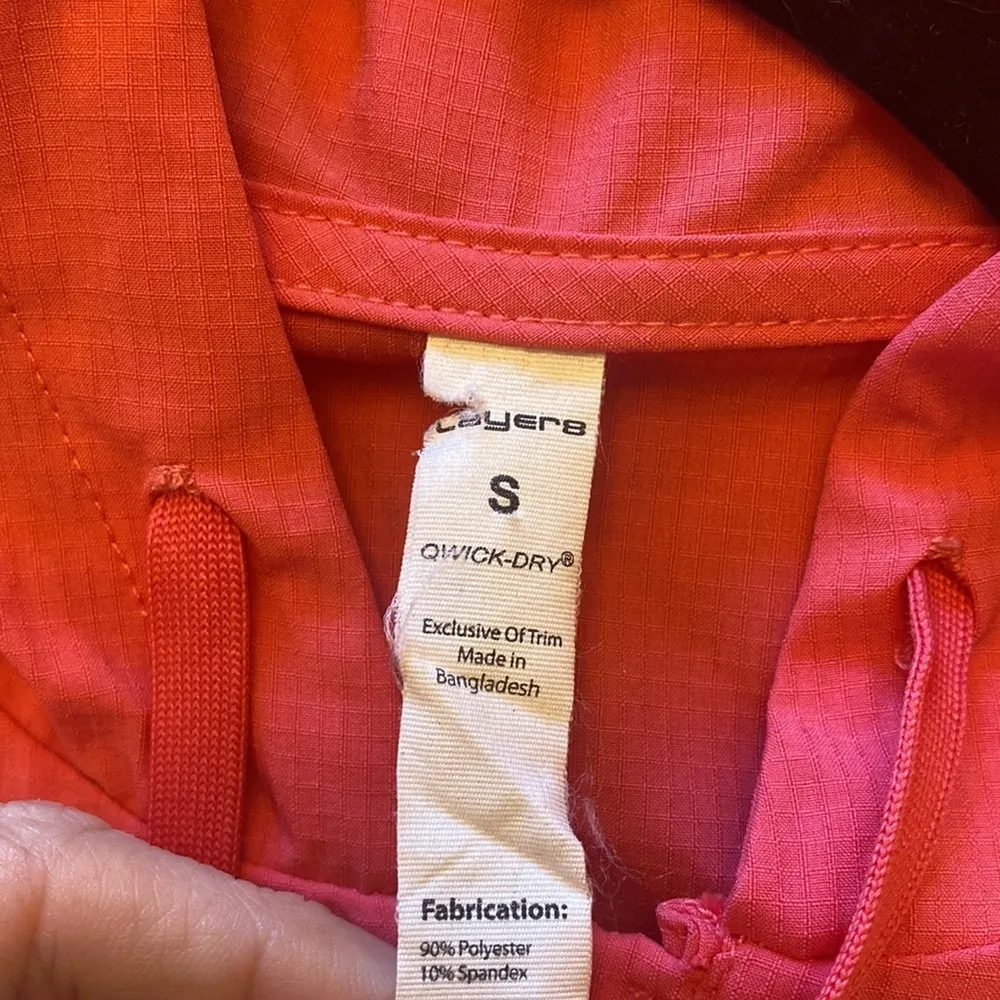 Layer8
S
QWICK-DRY®
Exclusive Of Trim
Made in
Bangladesh
Fabrication:
90% Polyester
10% Spandex